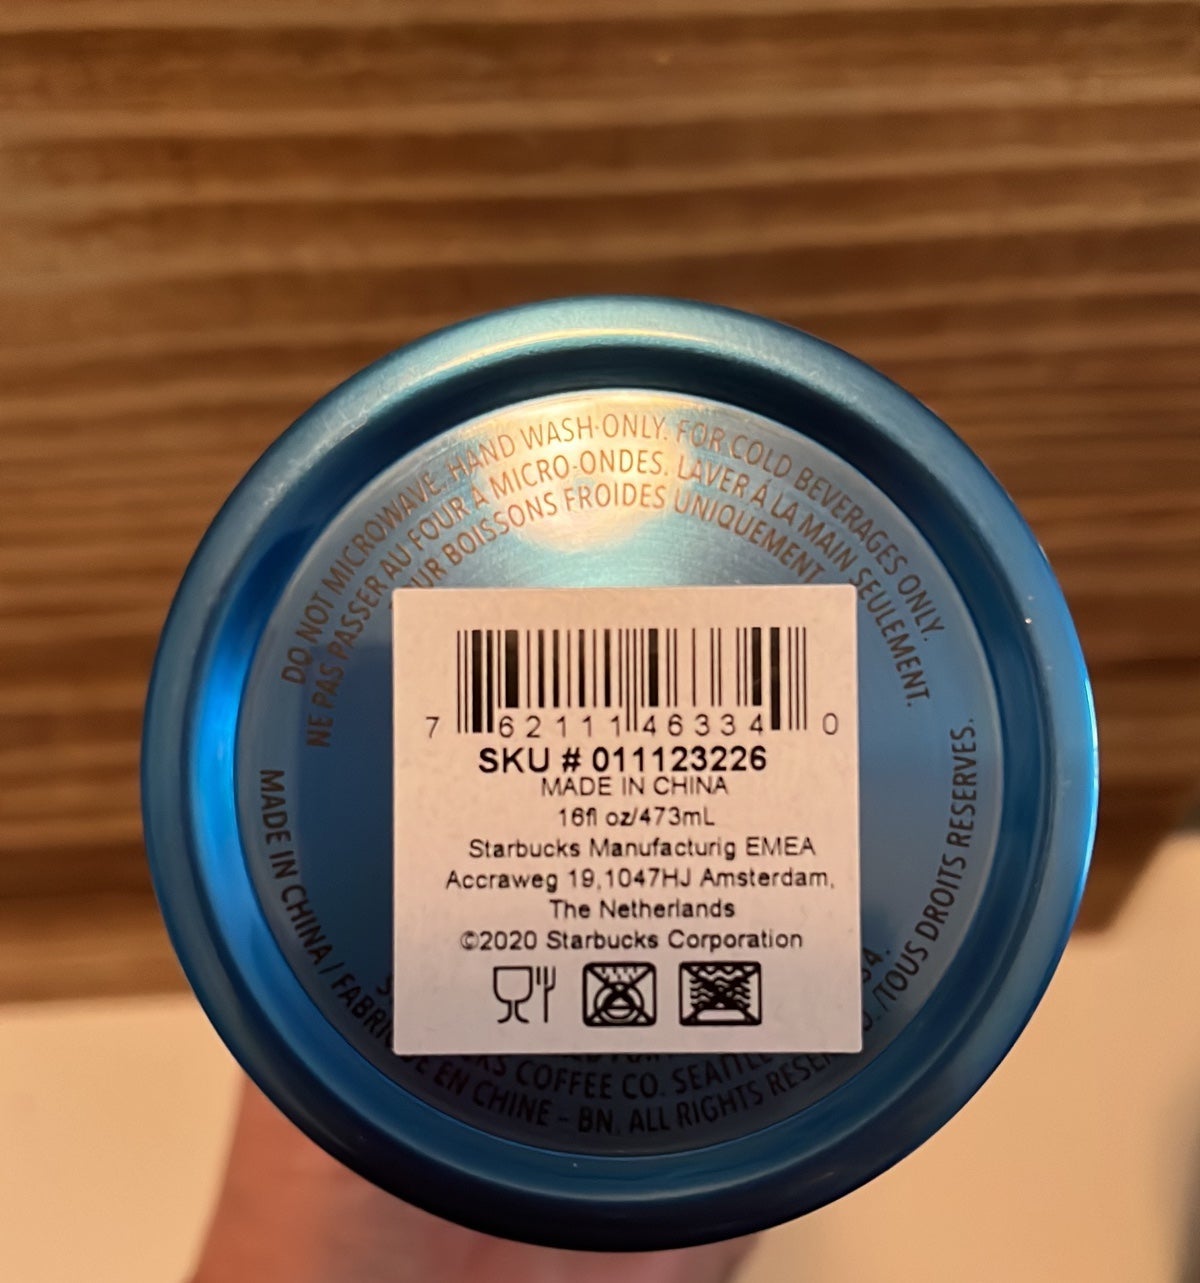 DO NOT MICROWAVE. HAND WASH ONLY. FOR COLD BEVERAGES ONLY.
NE PAS PASSER AU FOUR À MICRO-ONDES. LAVER À LA MAIN SEULEMENT.
BOISSONS FROIDES UNIQUEMENT
7 62111 46334 0
SKU # 011123226
MADE IN CHINA
16fl oz/473mL
Starbucks Manufacturig EMEA
Accraweg 19,1047HJ Amsterdam,
The Netherlands
©2020 Starbucks Corporation
COFFEE CO. SEATTLE
MADE IN CHINA / FABRIQUÉ EN CHINE - BN. ALL RIGHTS /TOUS DROITS RESERVES.